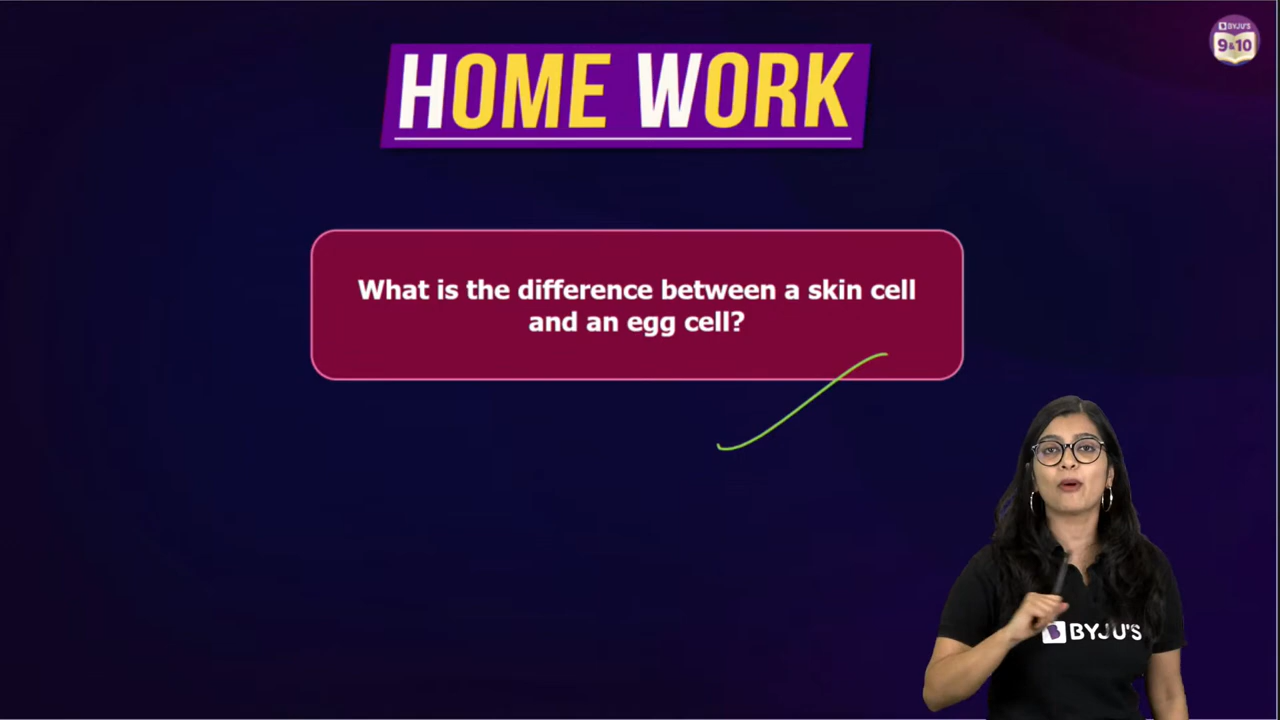 BYJU'S
9&10
HOME WORK
What is the difference between a skin cell
and an egg cell?
BYJU'S